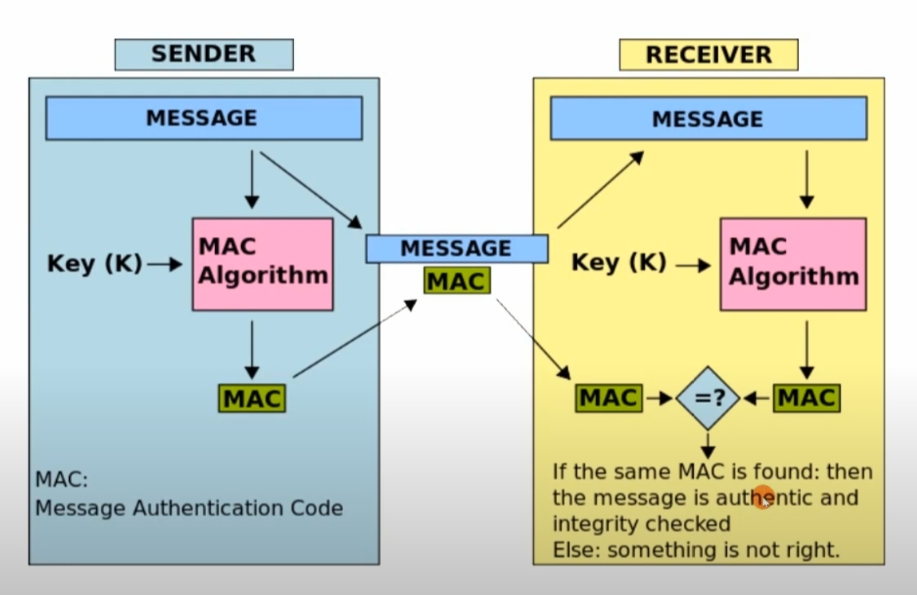 SENDER
MESSAGE
Key (K)
MAC
Algorithm
MAC
MAC:
Message Authentication Code
MESSAGE
MAC
RECEIVER
MESSAGE
Key (K)
MAC
Algorithm
MAC
=?
MAC
If the same MAC is found: then
the message is authentic and
integrity checked
Else: something is not right.